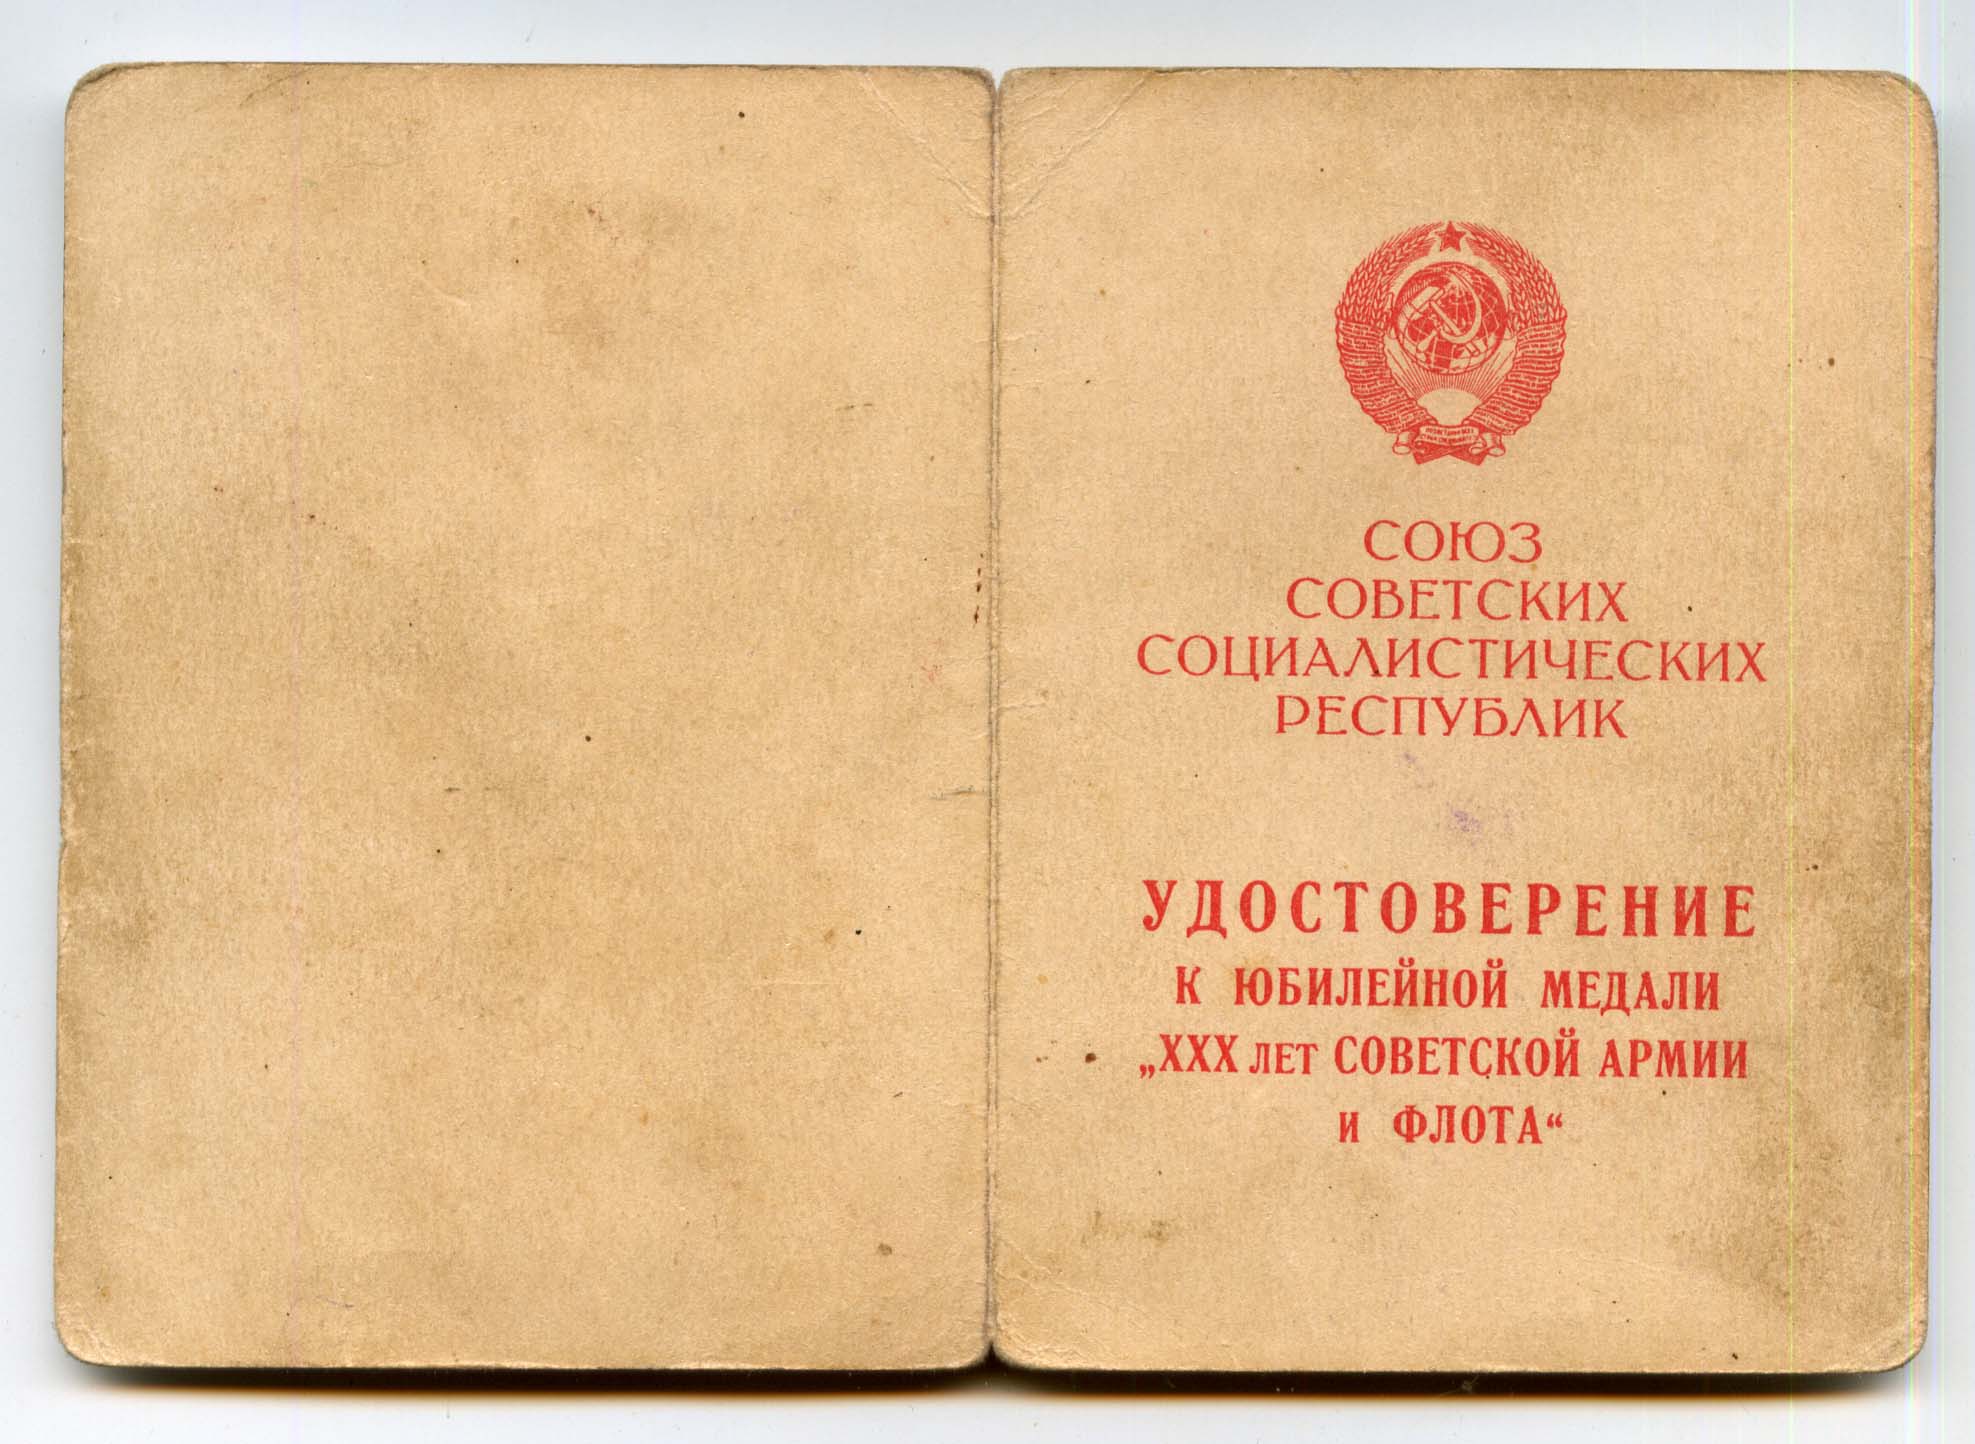 СОЮЗ
СОВЕТСКИХ
СОЦИАЛИСТИЧЕСКИХ
РЕСПУБЛИК
УДОСТОВЕРЕНИЕ
К ЮБИЛЕЙНОЙ МЕДАЛИ
„XXX ЛЕТ СОВЕТСКОЙ АРМИИ
И ФЛОТА“